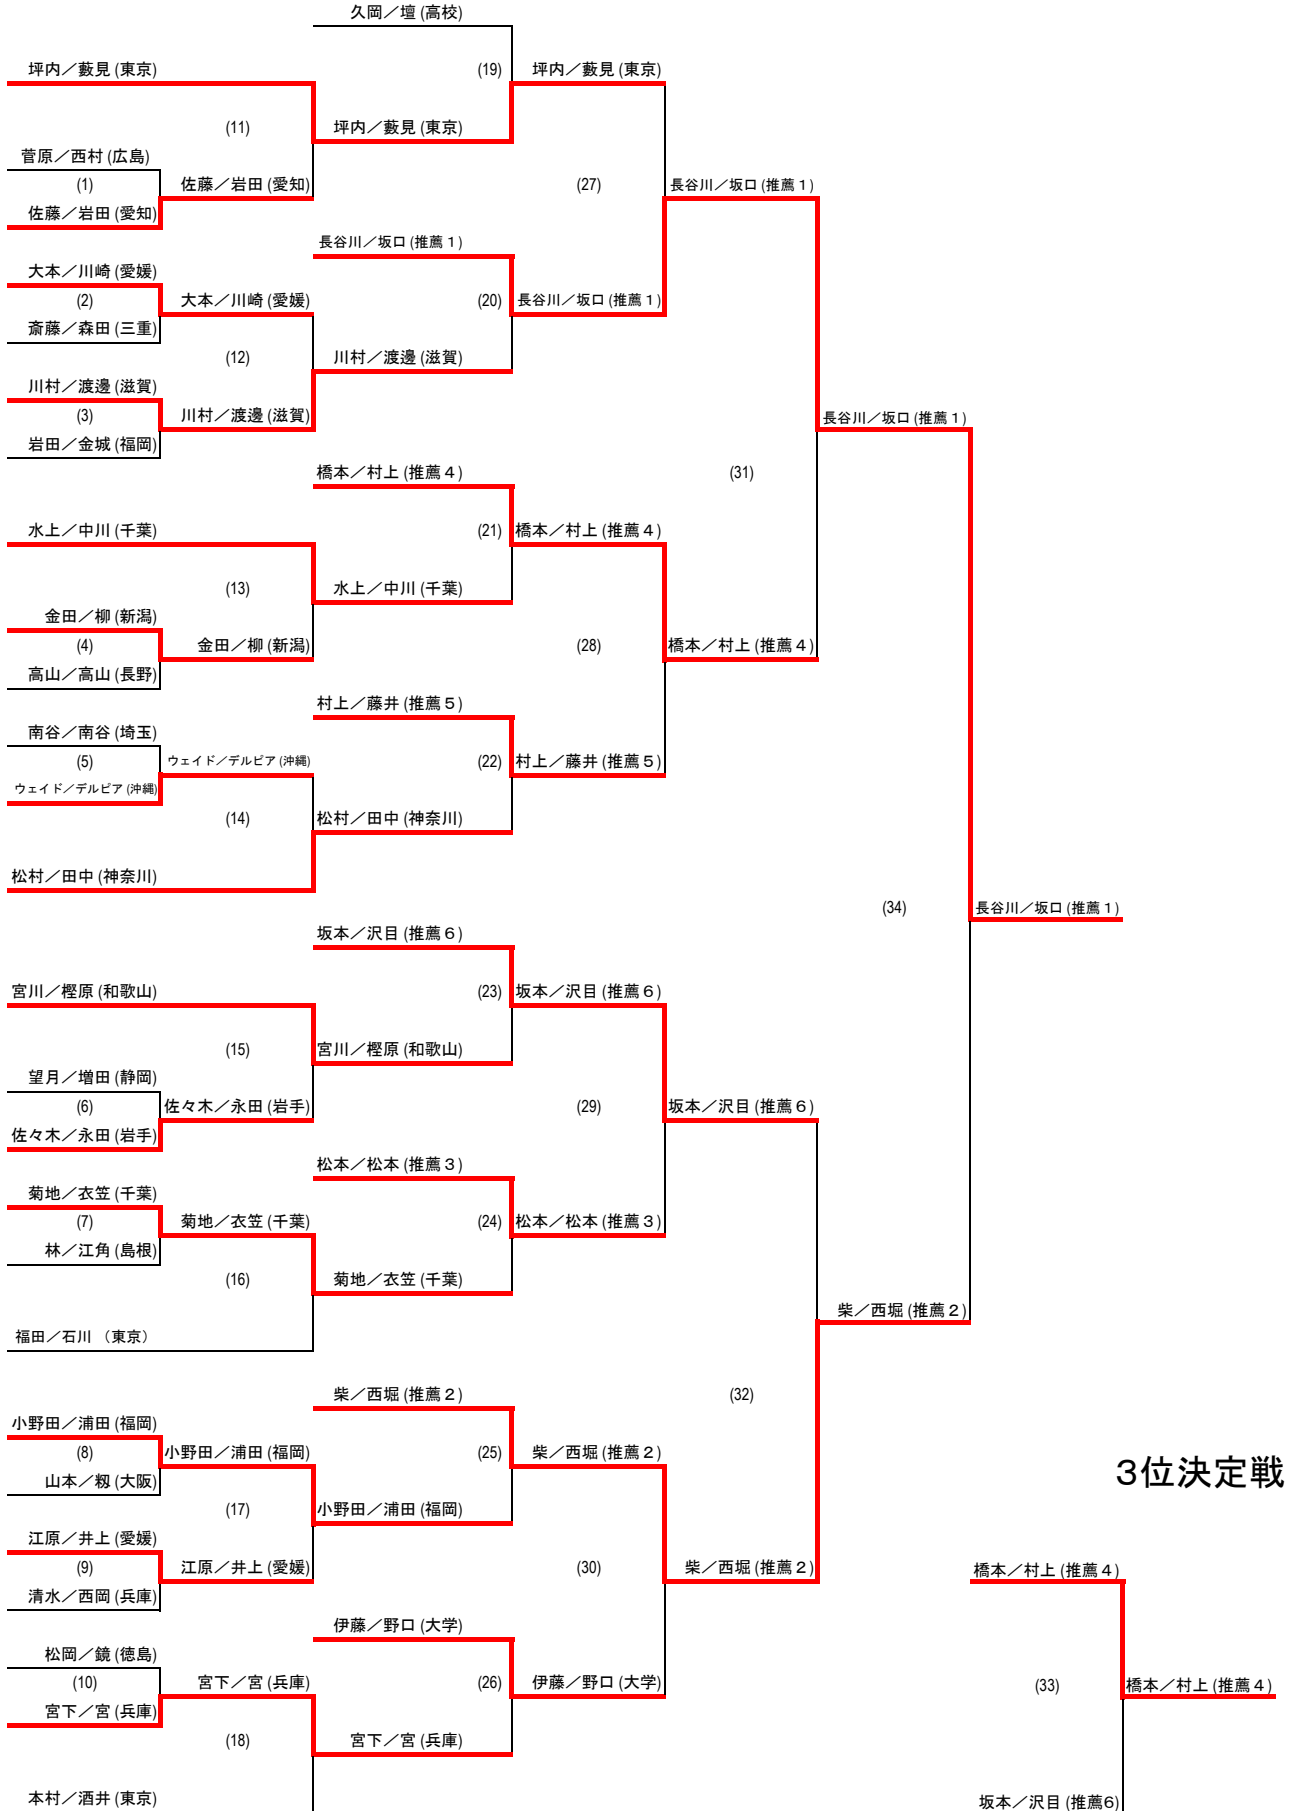 久岡／壇 (高校)
坪内／藪見 (東京)
(19)
坪内／藪見 (東京)
(11)
坪内／藪見 (東京)
菅原／西村 (広島)
(1)
佐藤／岩田 (愛知)
(27)
長谷川／坂口 (推薦１)
佐藤／岩田 (愛知)
長谷川／坂口 (推薦１)
大本／川崎 (愛媛)
(2)
大本／川崎 (愛媛)
(20)
長谷川／坂口 (推薦１)
斎藤／森田 (三重)
(12)
川村／渡邊 (滋賀)
川村／渡邊 (滋賀)
(3)
川村／渡邊 (滋賀)
長谷川／坂口 (推薦１)
岩田／金城 (福岡)
橋本／村上 (推薦４)
(31)
水上／中川 (千葉)
(21)
橋本／村上 (推薦４)
(13)
水上／中川 (千葉)
金田／柳 (新潟)
(4)
金田／柳 (新潟)
(28)
橋本／村上 (推薦４)
高山／高山 (長野)
村上／藤井 (推薦５)
南谷／南谷 (埼玉)
(5)
ウェイド／デルピア (沖縄)
(22)
村上／藤井 (推薦５)
ウェイド／デルピア (沖縄)
(14)
松村／田中 (神奈川)
松村／田中 (神奈川)
(34)
長谷川／坂口 (推薦１)
坂本／沢目 (推薦６)
宮川／樫原 (和歌山)
(23)
坂本／沢目 (推薦６)
(15)
宮川／樫原 (和歌山)
望月／増田 (静岡)
(6)
佐々木／永田 (岩手)
(29)
坂本／沢目 (推薦６)
佐々木／永田 (岩手)
松本／松本 (推薦３)
菊地／衣笠 (千葉)
(7)
菊地／衣笠 (千葉)
(24)
松本／松本 (推薦３)
林／江角 (島根)
(16)
菊地／衣笠 (千葉)
柴／西堀 (推薦２)
福田／石川 （東京）
柴／西堀 (推薦２)
(32)
小野田／浦田 (福岡)
(8)
小野田／浦田 (福岡)
(25)
柴／西堀 (推薦２)
山本／籾 (大阪)
3位決定戦
(17)
小野田／浦田 (福岡)
江原／井上 (愛媛)
(9)
江原／井上 (愛媛)
(30)
柴／西堀 (推薦２)
橋本／村上 (推薦４)
清水／西岡 (兵庫)
伊藤／野口 (大学)
松岡／鏡 (徳島)
(10)
宮下／宮 (兵庫)
(26)
伊藤／野口 (大学)
(33)
橋本／村上 (推薦４)
宮下／宮 (兵庫)
(18)
宮下／宮 (兵庫)
本村／酒井 (東京)
坂本／沢目 (推薦6)